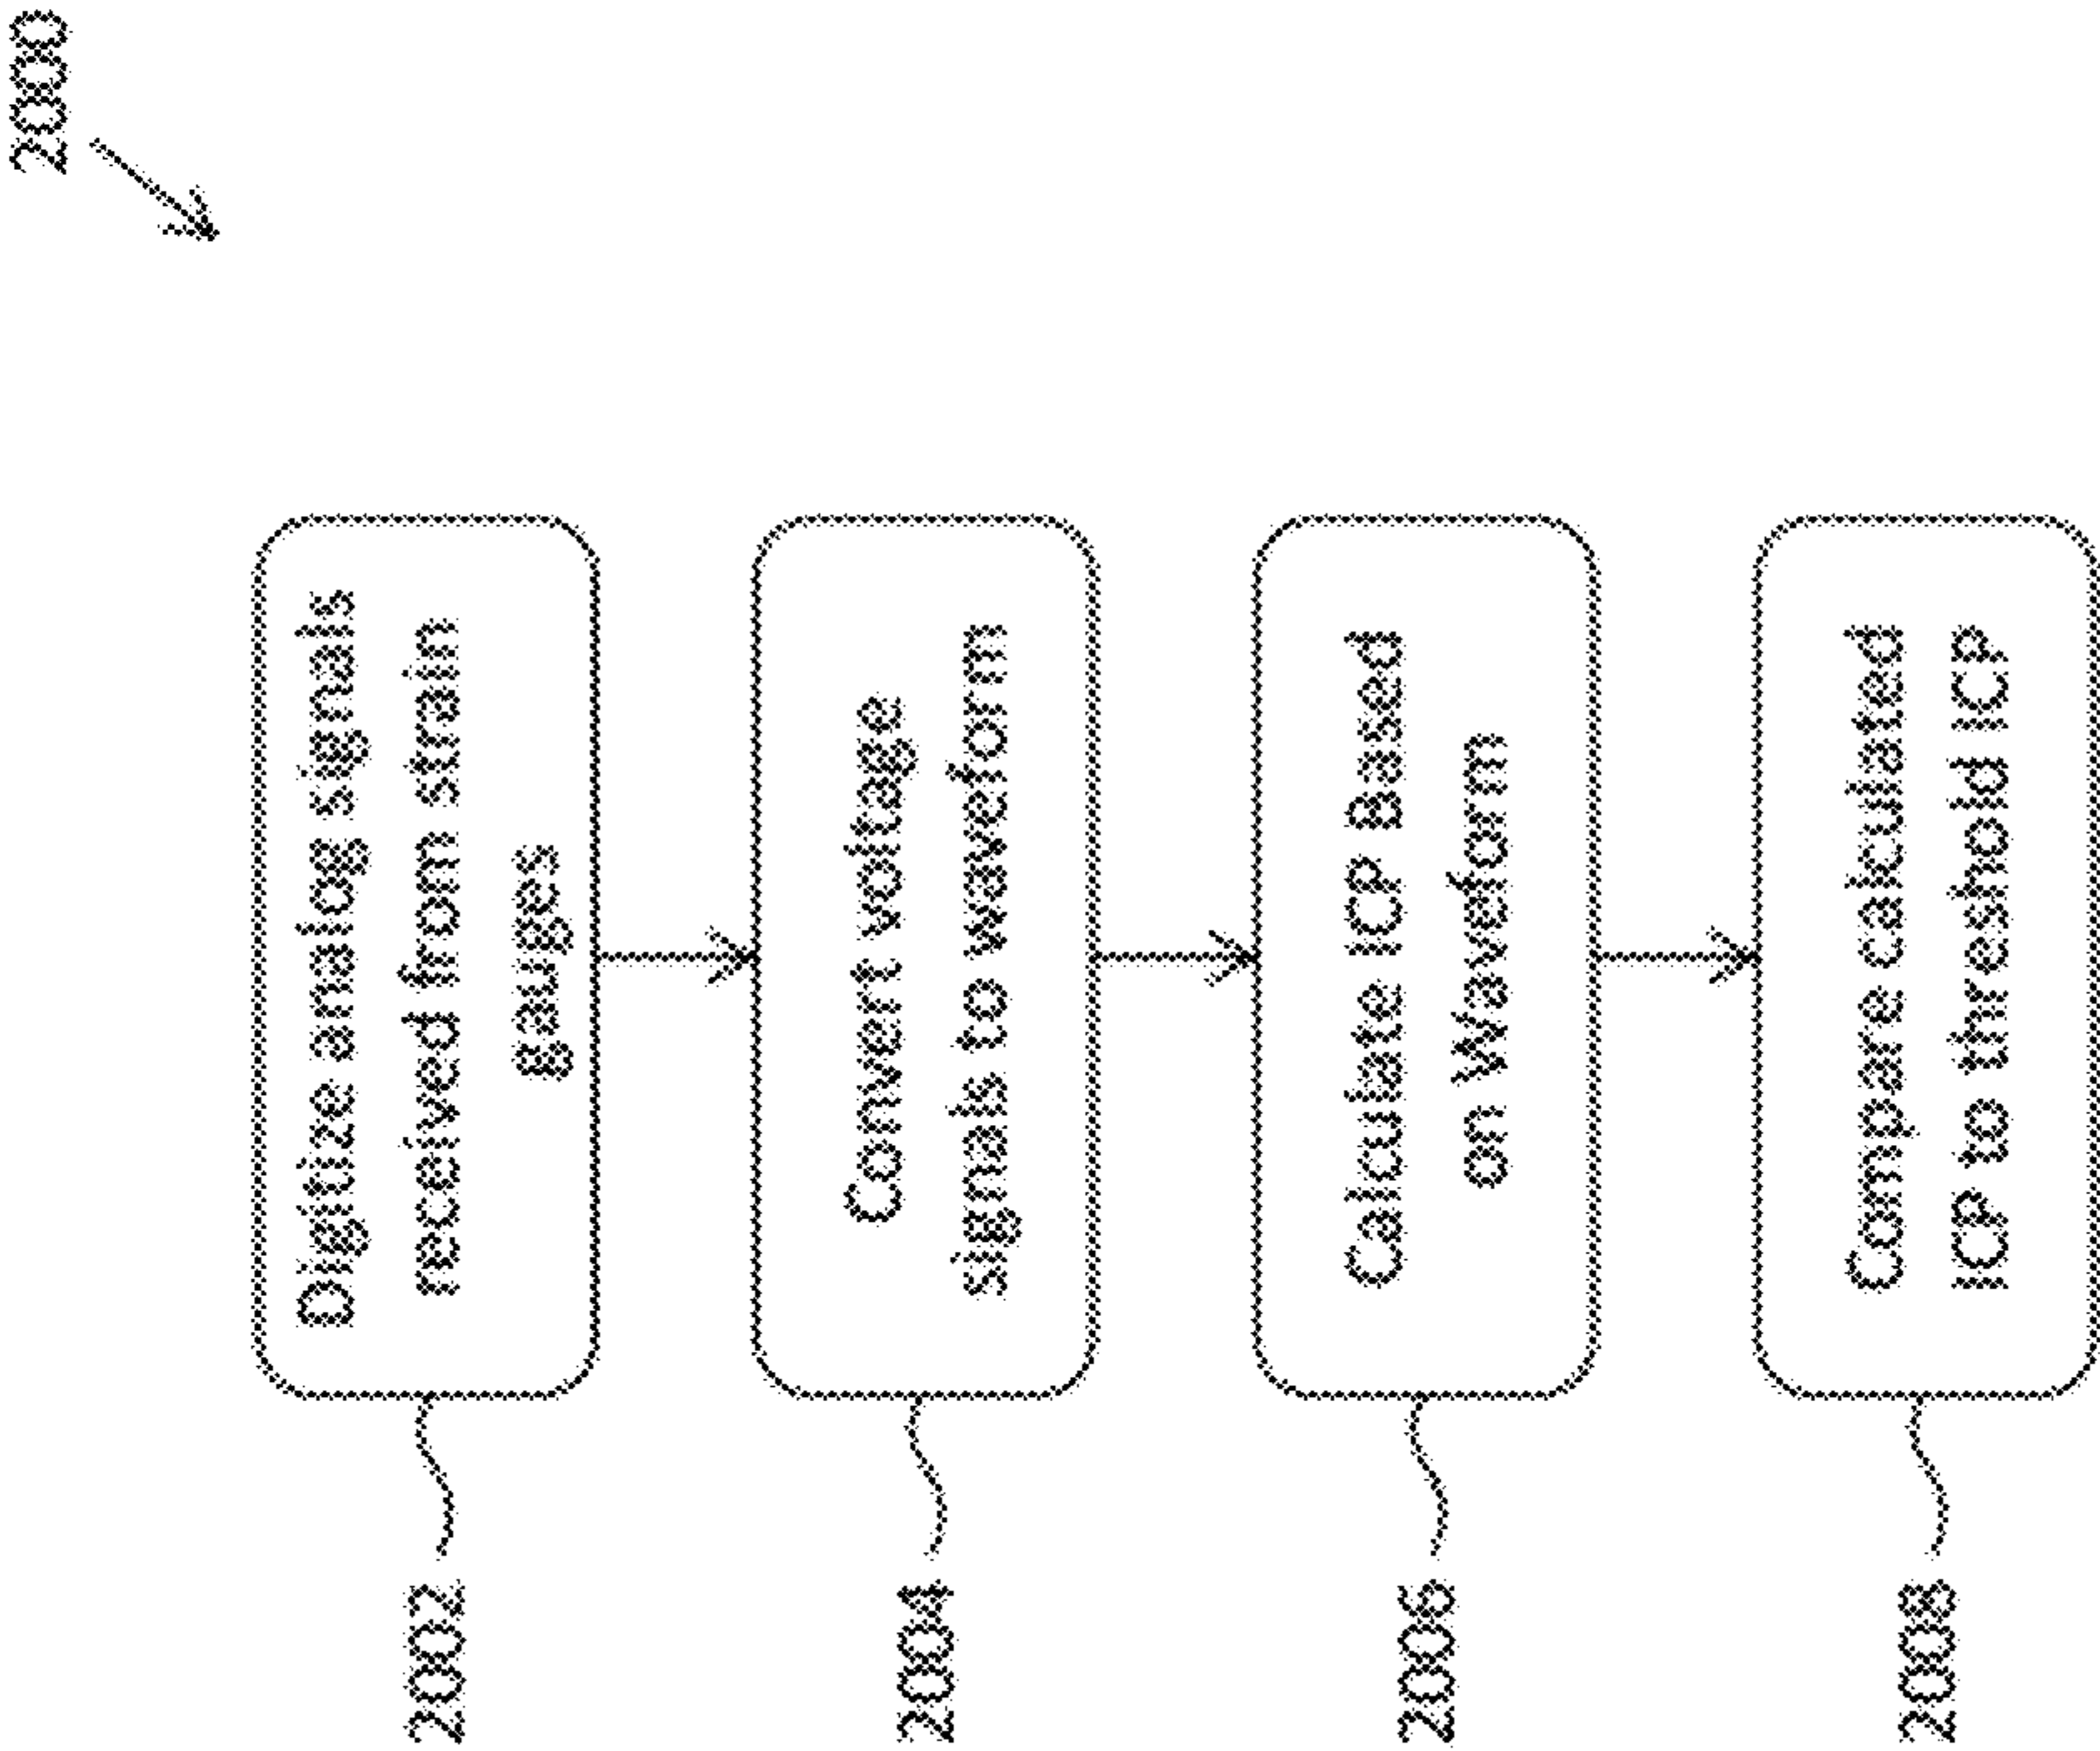 2000
2002
Digitize analog signals
received from strain
gauges
2004
Convert voltage
signals to waveform
2006
Calculate ICP Based
on Waveform
2008
Compare calculated
ICP to threshold ICP